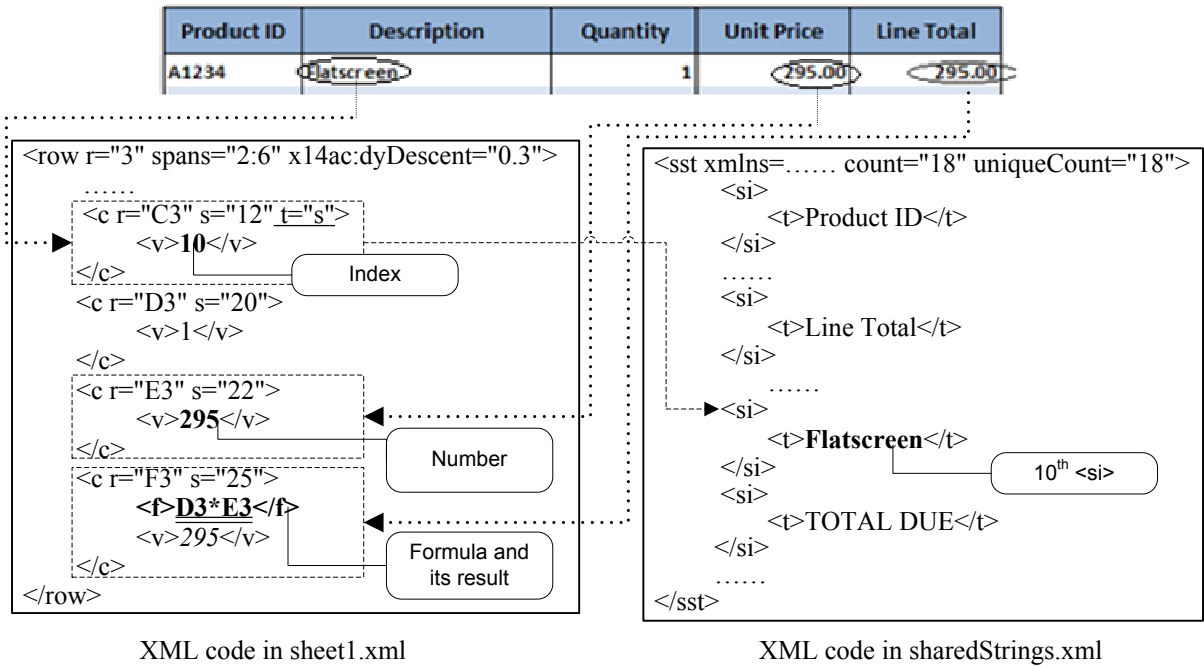 Product ID Description Quantity Unit Price Line Total
A1234 Flatscreen 1 295.00 295.00
<row r="3" spans="2:6" x14ac:dyDescent="0.3">
……
<c r="C3" s="12" t="s">
<v>10</v>
</c>
Index
<c r="D3" s="20">
<v>1</v>
</c>
<c r="E3" s="22">
<v>295</v>
</c>
Number
<c r="F3" s="25">
<f>D3*E3</f>
<v>295</v>
</c>
Formula and
its result
</row>
XML code in sheet1.xml
<sst xmlns=…… count="18" uniqueCount="18">
<si>
<t>Product ID</t>
</si>
……
<si>
<t>Line Total</t>
</si>
……
<si>
<t>Flatscreen</t>
</si>
10th <si>
<si>
<t>TOTAL DUE</t>
</si>
……
</sst>
XML code in sharedStrings.xml